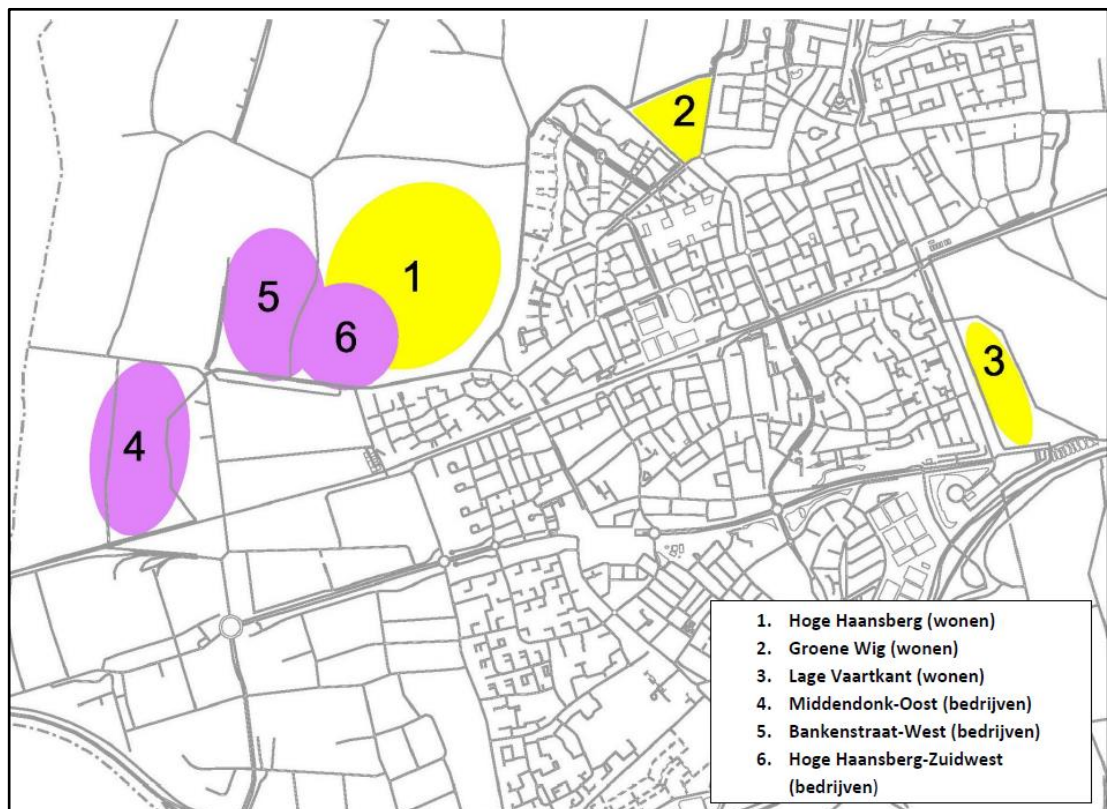 2
1
5
6
3
4
1. Hoge Haansberg (wonen)
2. Groene Wig (wonen)
3. Lage Vaartkant (wonen)
4. Middendonk-Oost (bedrijven)
5. Bankenstraat-West (bedrijven)
6. Hoge Haansberg-Zuidwest
(bedrijven)